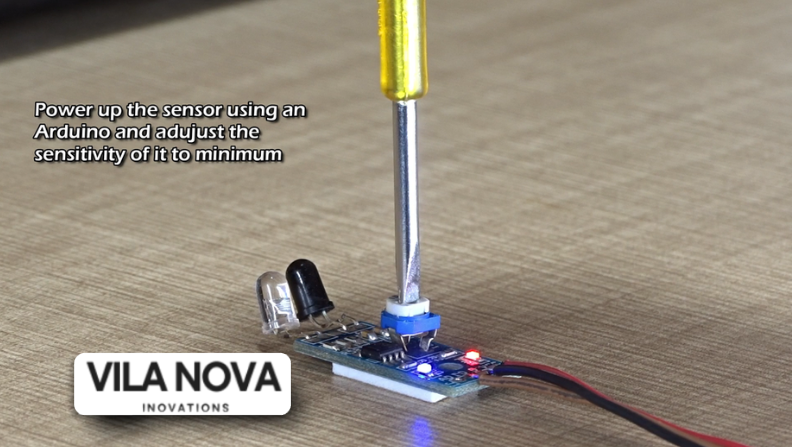 Power up the sensor using an
Arduino and adujust the
sensitivity of it to minimum
VILA NOVA
INOVATIONS